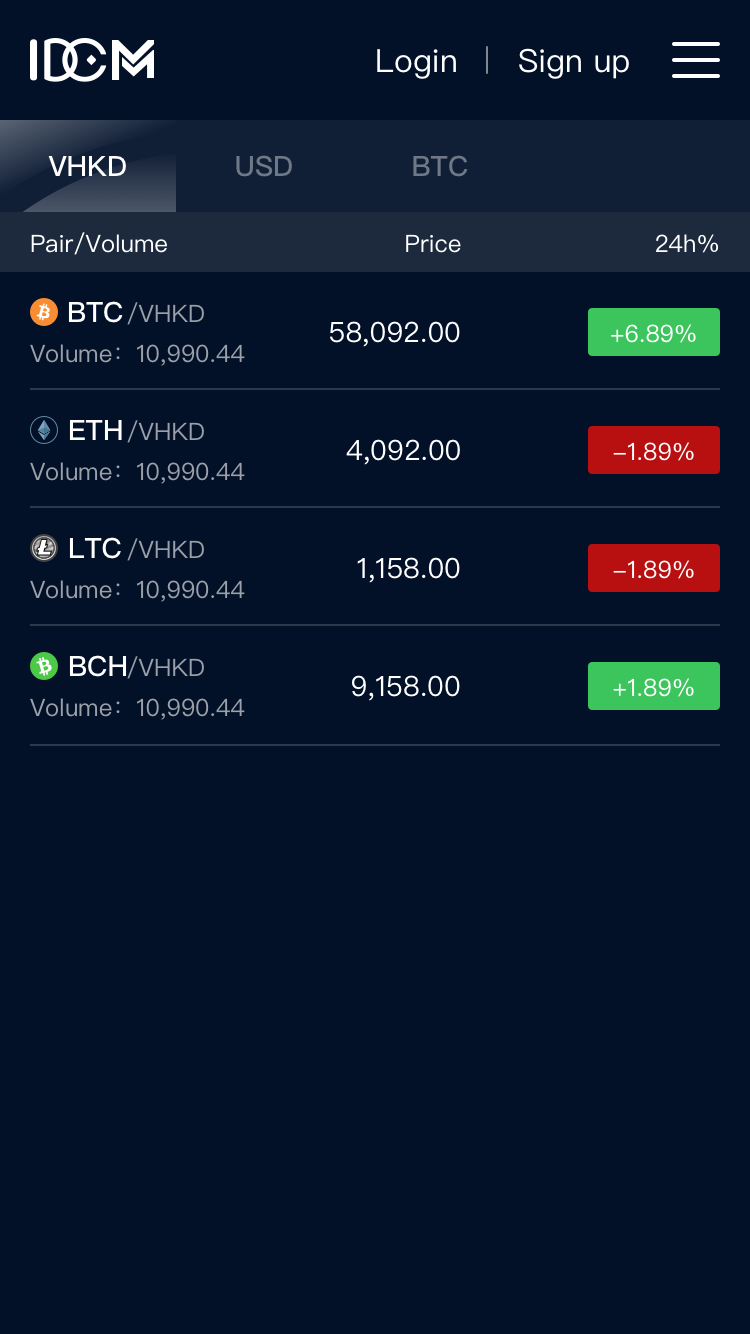 IDCM Login | Sign up
VHKD USD BTC
Pair/Volume Price 24h%
BTC/VHKD
58,092.00 +6.89%
Volume：10,990.44
ETH/VHKD
4,092.00 –1.89%
Volume：10,990.44
LTC/VHKD
1,158.00 –1.89%
Volume：10,990.44
BCH/VHKD
9,158.00 +1.89%
Volume：10,990.44